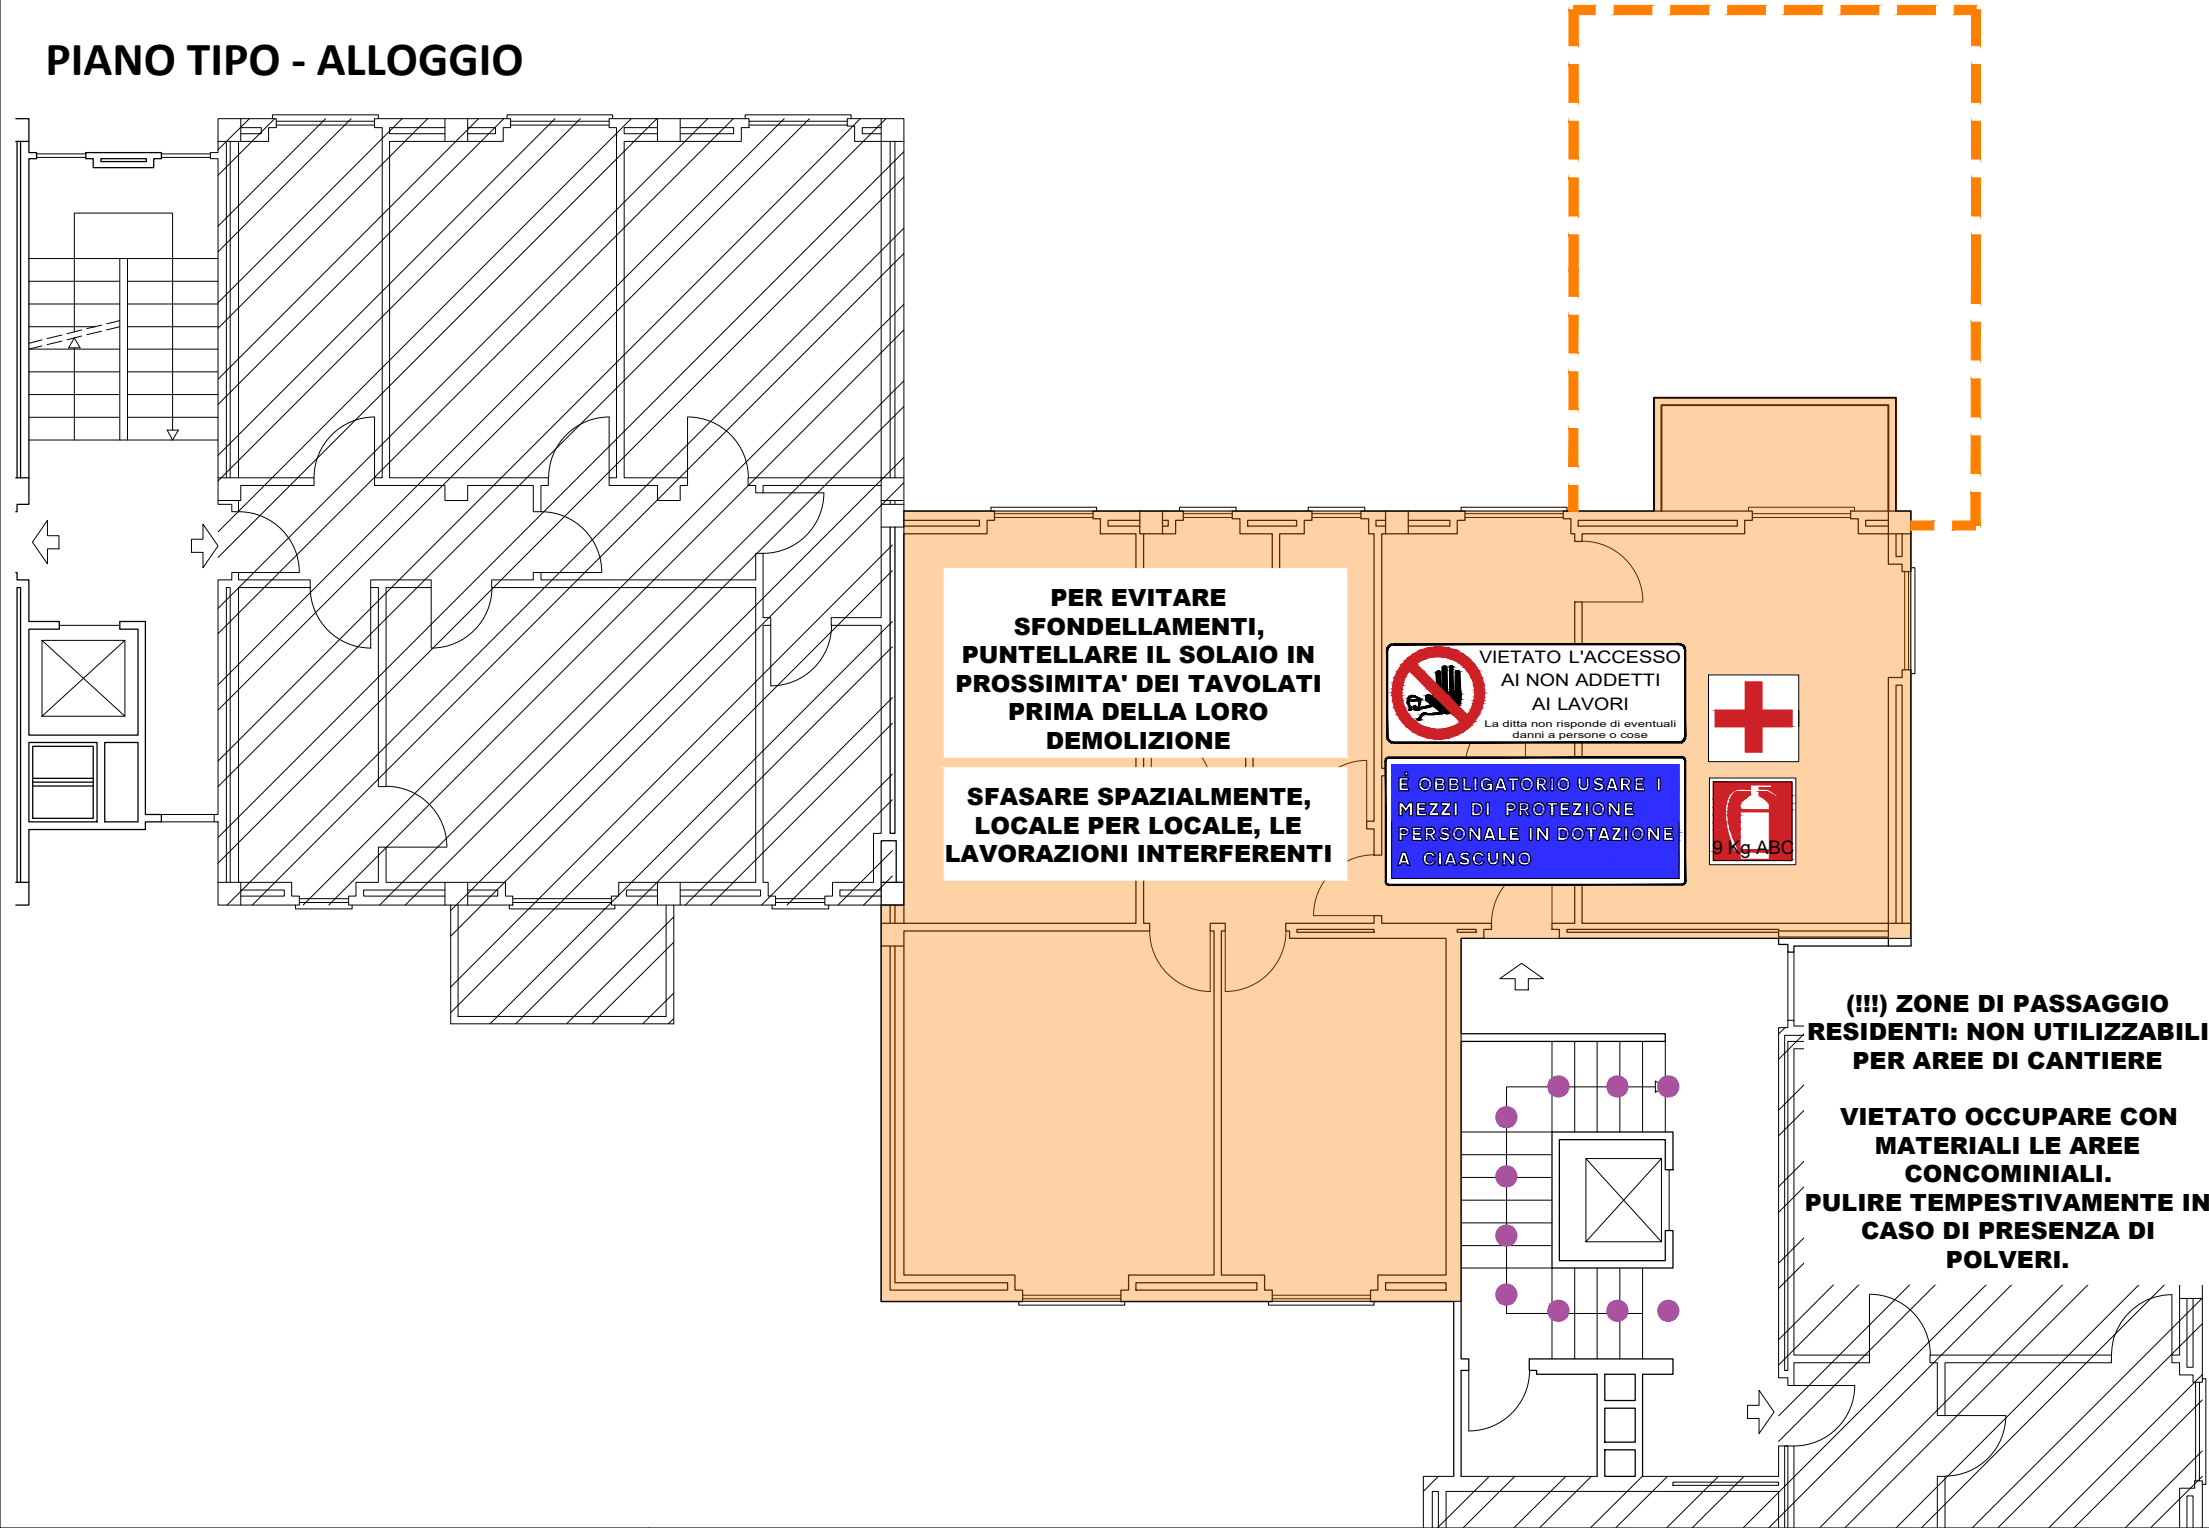 PIANO TIPO - ALLOGGIO
PER EVITARE
SFONDELLAMENTI,
PUNTELLARE IL SOLAIO IN
PROSSIMITA' DEI TAVOLATI
PRIMA DELLA LORO
DEMOLIZIONE
SFASARE SPAZIALMENTE,
LOCALE PER LOCALE, LE
LAVORAZIONI INTERFERENTI
VIETATO L'ACCESSO
AI NON ADDETTI
AI LAVORI
La ditta non risponde di eventuali
danni a persone o cose
É OBBLIGATORIO USARE I
MEZZI DI PROTEZIONE
PERSONALE IN DOTAZIONE
A CIASCUNO
9 Kg ABC
(!!!) ZONE DI PASSAGGIO
RESIDENTI: NON UTILIZZABILI
PER AREE DI CANTIERE
VIETATO OCCUPARE CON
MATERIALI LE AREE
CONCOMINIALI.
PULIRE TEMPESTIVAMENTE IN
CASO DI PRESENZA DI
POLVERI.